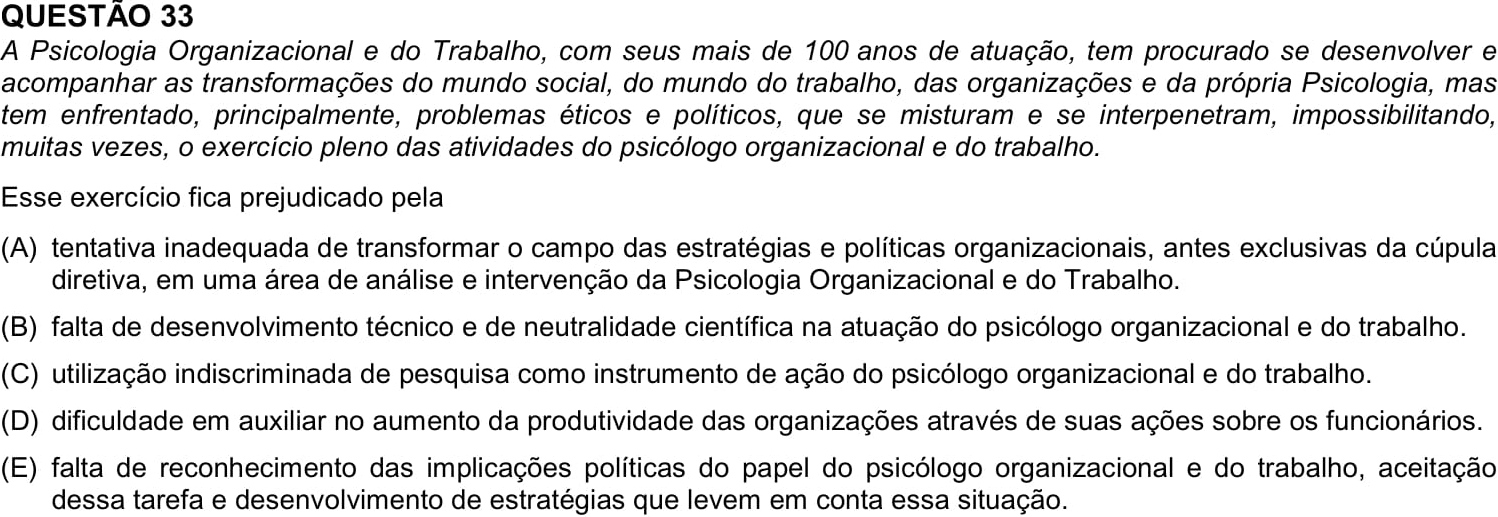 QUESTÃO 33
A Psicologia Organizacional e do Trabalho, com seus mais de 100 anos de atuação, tem procurado se desenvolver e
acompanhar as transformações do mundo social, do mundo do trabalho, das organizações e da própria Psicologia, mas
tem enfrentado, principalmente, problemas éticos e políticos, que se misturam e se interpenetram, impossibilitando,
muitas vezes, o exercício pleno das atividades do psicólogo organizacional e do trabalho.
Esse exercício fica prejudicado pela
(A) tentativa inadequada de transformar o campo das estratégias e políticas organizacionais, antes exclusivas da cúpula
diretiva, em uma área de análise e intervenção da Psicologia Organizacional e do Trabalho.
(B) falta de desenvolvimento técnico e de neutralidade científica na atuação do psicólogo organizacional e do trabalho.
(C) utilização indiscriminada de pesquisa como instrumento de ação do psicólogo organizacional e do trabalho.
(D) dificuldade em auxiliar no aumento da produtividade das organizações através de suas ações sobre os funcionários.
(E) falta de reconhecimento das implicações políticas do papel do psicólogo organizacional e do trabalho, aceitação
dessa tarefa e desenvolvimento de estratégias que levem em conta essa situação.